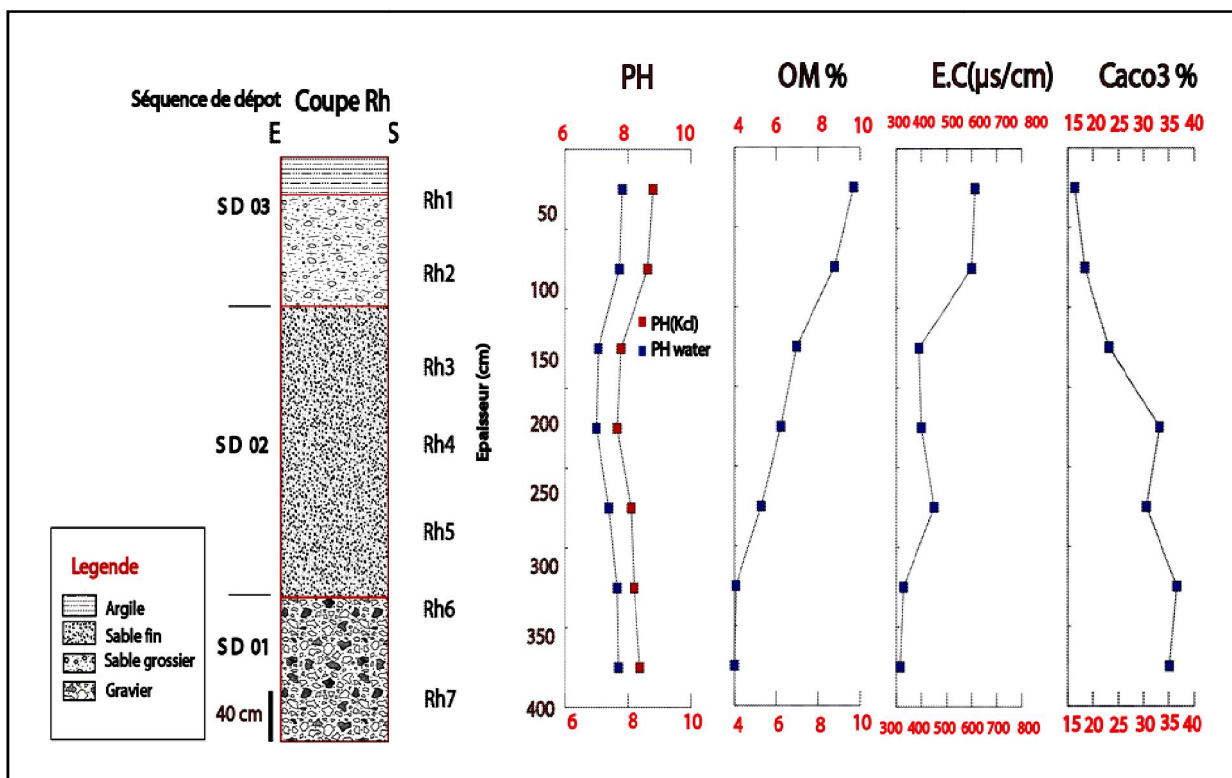 PH OM % E.C(µs/cm) Caco3 %
Séquence de dépot Coupe Rh
E S
6 8 10 4 6 8 10 300 400 500 600 700 800 15 20 25 30 35 40
SD 03
SD 02
SD 01
Rh1
Rh2
Rh3
Rh4
Rh5
Rh6
Rh7
Epaisseur (cm)
50
100
150
200
250
300
350
400
PH(Kcl)
PH water
Legende
Argile
Sable fin
Sable grossier
Gravier
40 cm
6 8 10 4 6 8 10 300 400 500 600 700 800 15 20 25 30 35 40